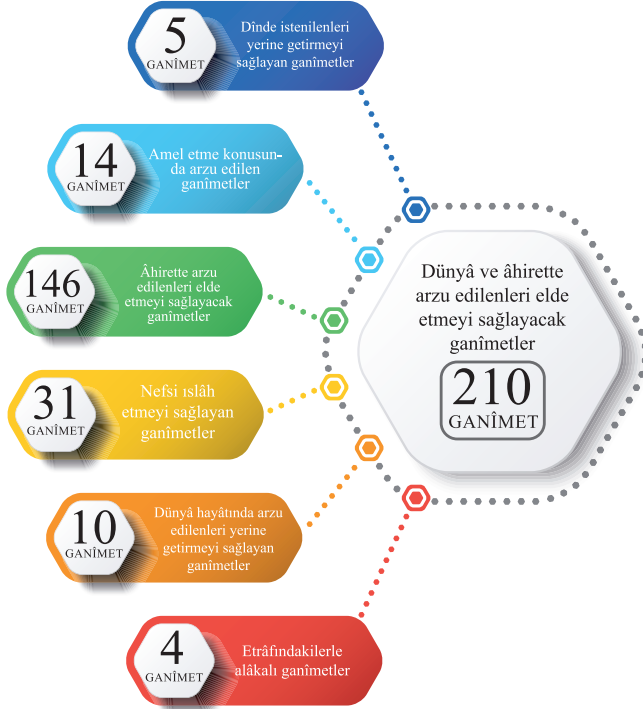 5
GANÎMET
Dînde istenilenleri
yerine getirmeyi
sağlayan ganîmetler
14
GANÎMET
Amel etme konusun-
da arzu edilen
ganîmetler
146
GANÎMET
Âhirette arzu
edilenleri elde
etmeyi sağlayacak
ganîmetler
31
GANÎMET
Nefsi ıslâh
etmeyi sağlayan
ganîmetler
10
GANÎMET
Dünyâ hayâtında arzu
edilenleri yerine
getirmeyi sağlayan
ganîmetler
4
GANÎMET
Etrâfındakilerle
alâkalı ganîmetler
Dünyâ ve âhirette
arzu edilenleri elde
etmeyi sağlayacak
ganîmetler
210
GANÎMET